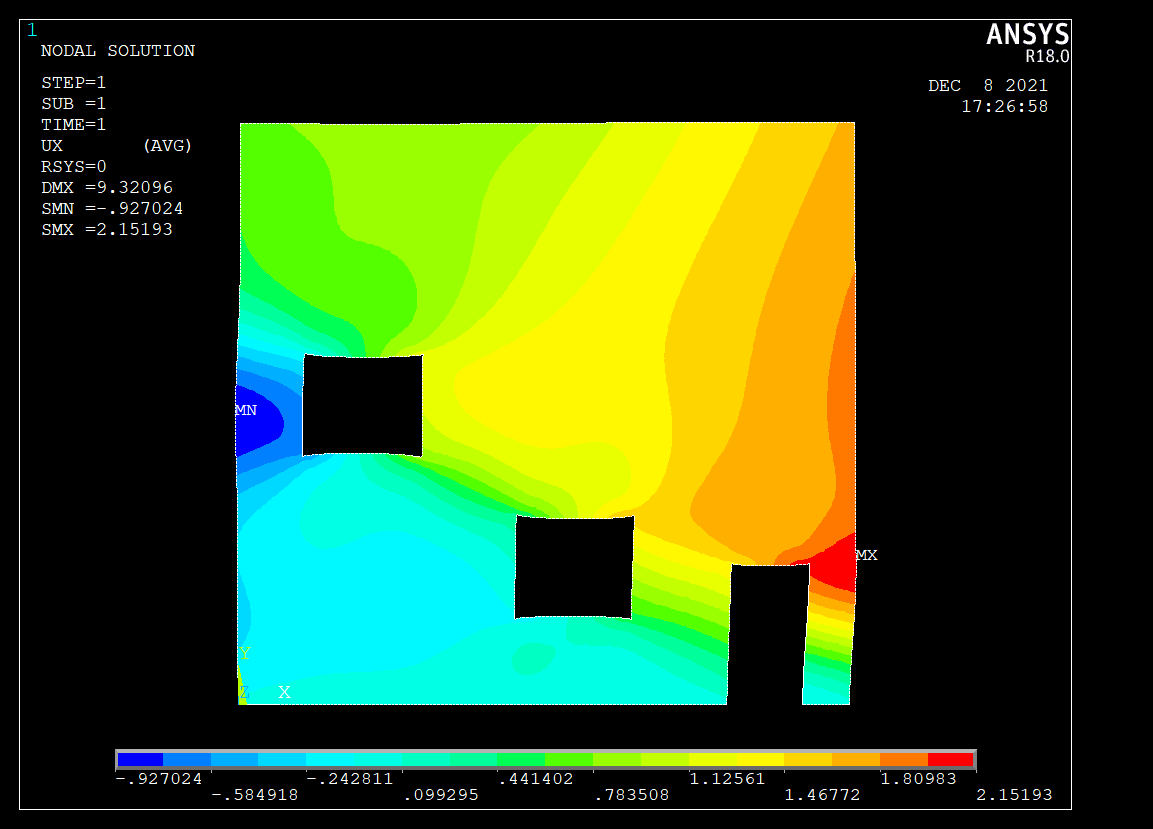 1
ANSYS
R18.0
NODAL SOLUTION
STEP=1
SUB =1
TIME=1
UX (AVG)
RSYS=0
DMX =9.32096
SMN =-.927024
SMX =2.15193
DEC 8 2021
17:26:58
MN
MX
Y
Z X
-.927024 -.242811 .441402 1.12561 1.80983
-.584918 .099295 .783508 1.46772 2.15193